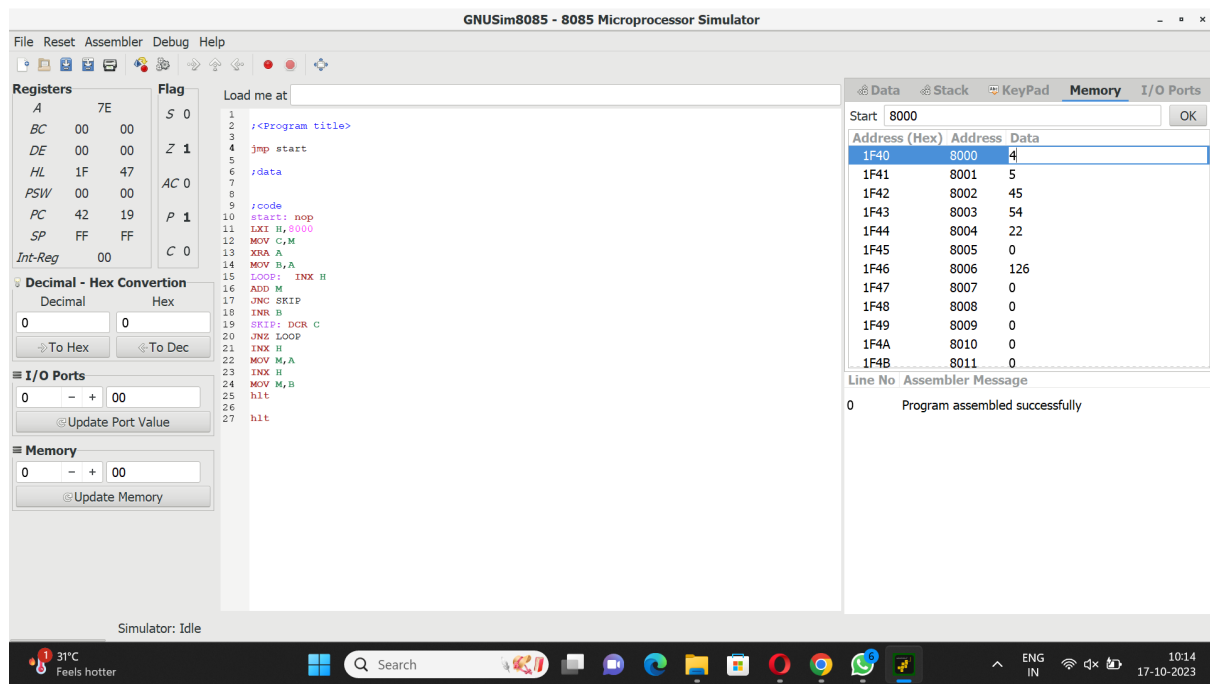 GNUSim8085 - 8085 Microprocessor Simulator
File Reset Assembler Debug Help
Registers
A 7E
BC 00 00
DE 00 00
HL 1F 47
PSW 00 00
PC 42 19
SP FF FF
Int-Reg 00
Flag
S 0
Z 1
AC 0
P 1
C 0
Decimal - Hex Convertion
Decimal Hex
0 0
To Hex To Dec
I/O Ports
0 - + 00
Update Port Value
Memory
0 - + 00
Update Memory
Load me at
1
2 ;<Program title>
3
4 jmp start
5
6 ;data
7
8
9 ;code
10 start: nop
11 LXI H,8000
12 MOV C,M
13 XRA A
14 MOV B,A
15 LOOP: INX H
16 ADD M
17 JNC SKIP
18 INR B
19 SKIP: DCR C
20 JNZ LOOP
21 INX H
22 MOV M,A
23 INX H
24 MOV M,B
25 hlt
26
27 hlt
Data Stack KeyPad Memory I/O Ports
Start 8000 OK
Address (Hex) Address Data
1F40 8000 4
1F41 8001 5
1F42 8002 45
1F43 8003 54
1F44 8004 22
1F45 8005 0
1F46 8006 126
1F47 8007 0
1F48 8008 0
1F49 8009 0
1F4A 8010 0
1F4B 8011 0
Line No Assembler Message
0 Program assembled successfully
Simulator: Idle
1
31°C
Feels hotter
Search
6
ENG
IN
10:14
17-10-2023